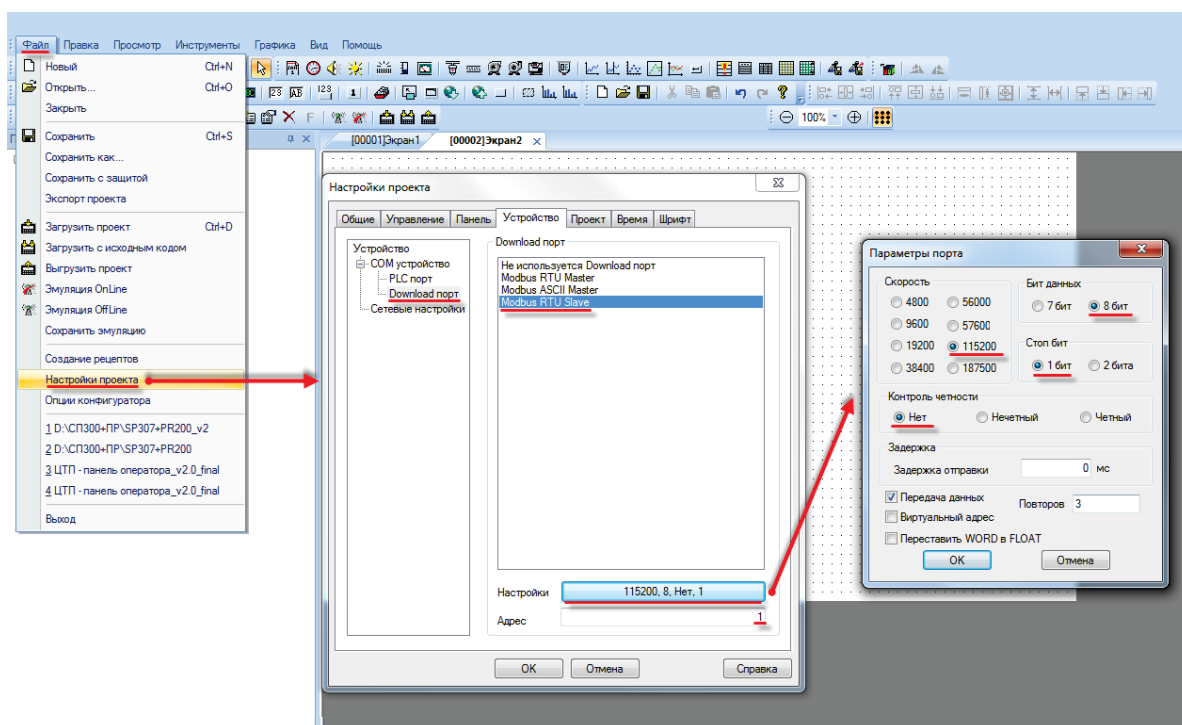 Файл Правка Просмотр Инструменты Графика Вид Помощь
Новый Ctrl+N
Открыть... Ctrl+O
Закрыть
Сохранить Ctrl+S
Сохранить как...
Сохранить с защитой
Экспорт проекта
Загрузить проект Ctrl+D
Загрузить с исходным кодом
Выгрузить проект
Эмуляция OnLine
Эмуляция OffLine
Сохранить эмуляцию
Создание рецептов
Настройки проекта
Опции конфигуратора
1 D:\СП300+ПР\SP307+PR200_v2
2 D:\СП300+ПР\SP307+PR200
3 ЦТП - панель оператора_v2.0_final
4 ЦТП - панель оператора_v2.0_final
Выход
100%
[00001]Экран1 [00002]Экран2
Настройки проекта
Общие Управление Панель Устройство Проект Время Шрифт
Устройство
COM устройство
PLC порт
Download порт
Сетевые настройки
Download порт
Не используется Download порт
Modbus RTU Master
Modbus ASCII Master
Modbus RTU Slave
Настройки 115200, 8, Нет, 1
Адрес 1
OK Отмена Справка
Параметры порта
Скорость
4800 56000
9600 57600
19200 115200
38400 187500
Бит данных
7 бит 8 бит
Стоп бит
1 бит 2 бита
Контроль четности
Нет Нечетный Четный
Задержка
Задержка отправки 0 мс
Передача данных Повторов 3
Виртуальный адрес
Переставить WORD в FLOAT
OK Отмена